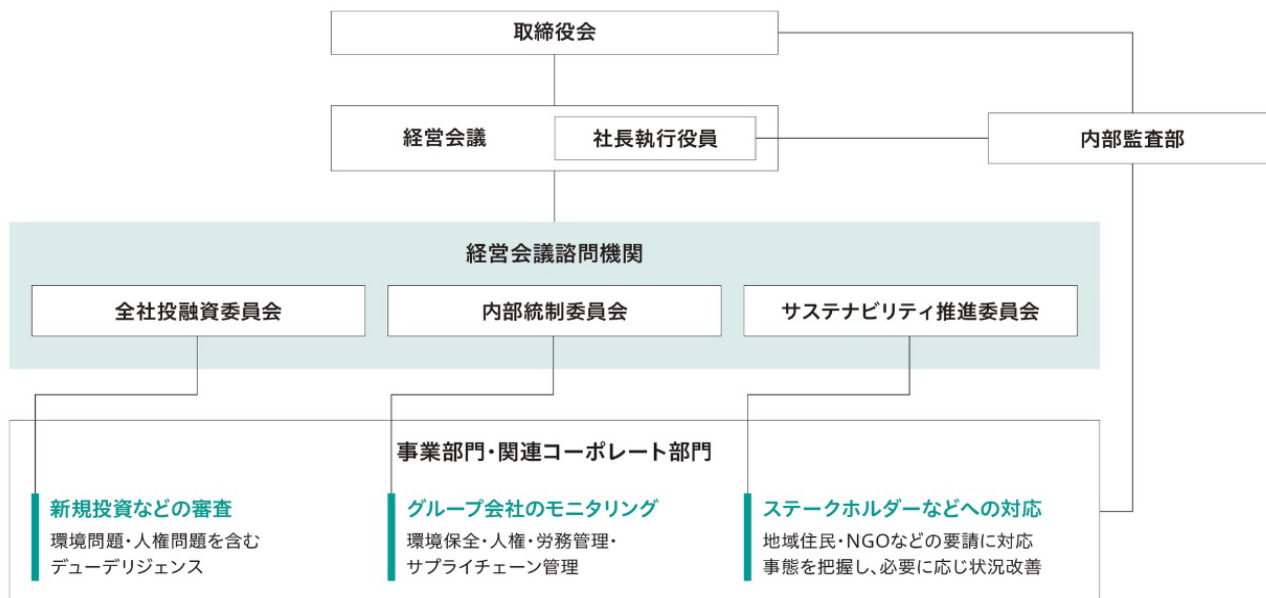 取締役会
経営会議
社長執行役員
内部監査部
経営会議諮問機関
全社投融資委員会
内部統制委員会
サステナビリティ推進委員会
事業部門・関連コーポレート部門
新規投資などの審査
環境問題・人権問題を含む
デューデリジェンス
グループ会社のモニタリング
環境保全・人権・労務管理・
サプライチェーン管理
ステークホルダーなどへの対応
地域住民・NGOなどの要請に対応
事態を把握し、必要に応じ状況改善